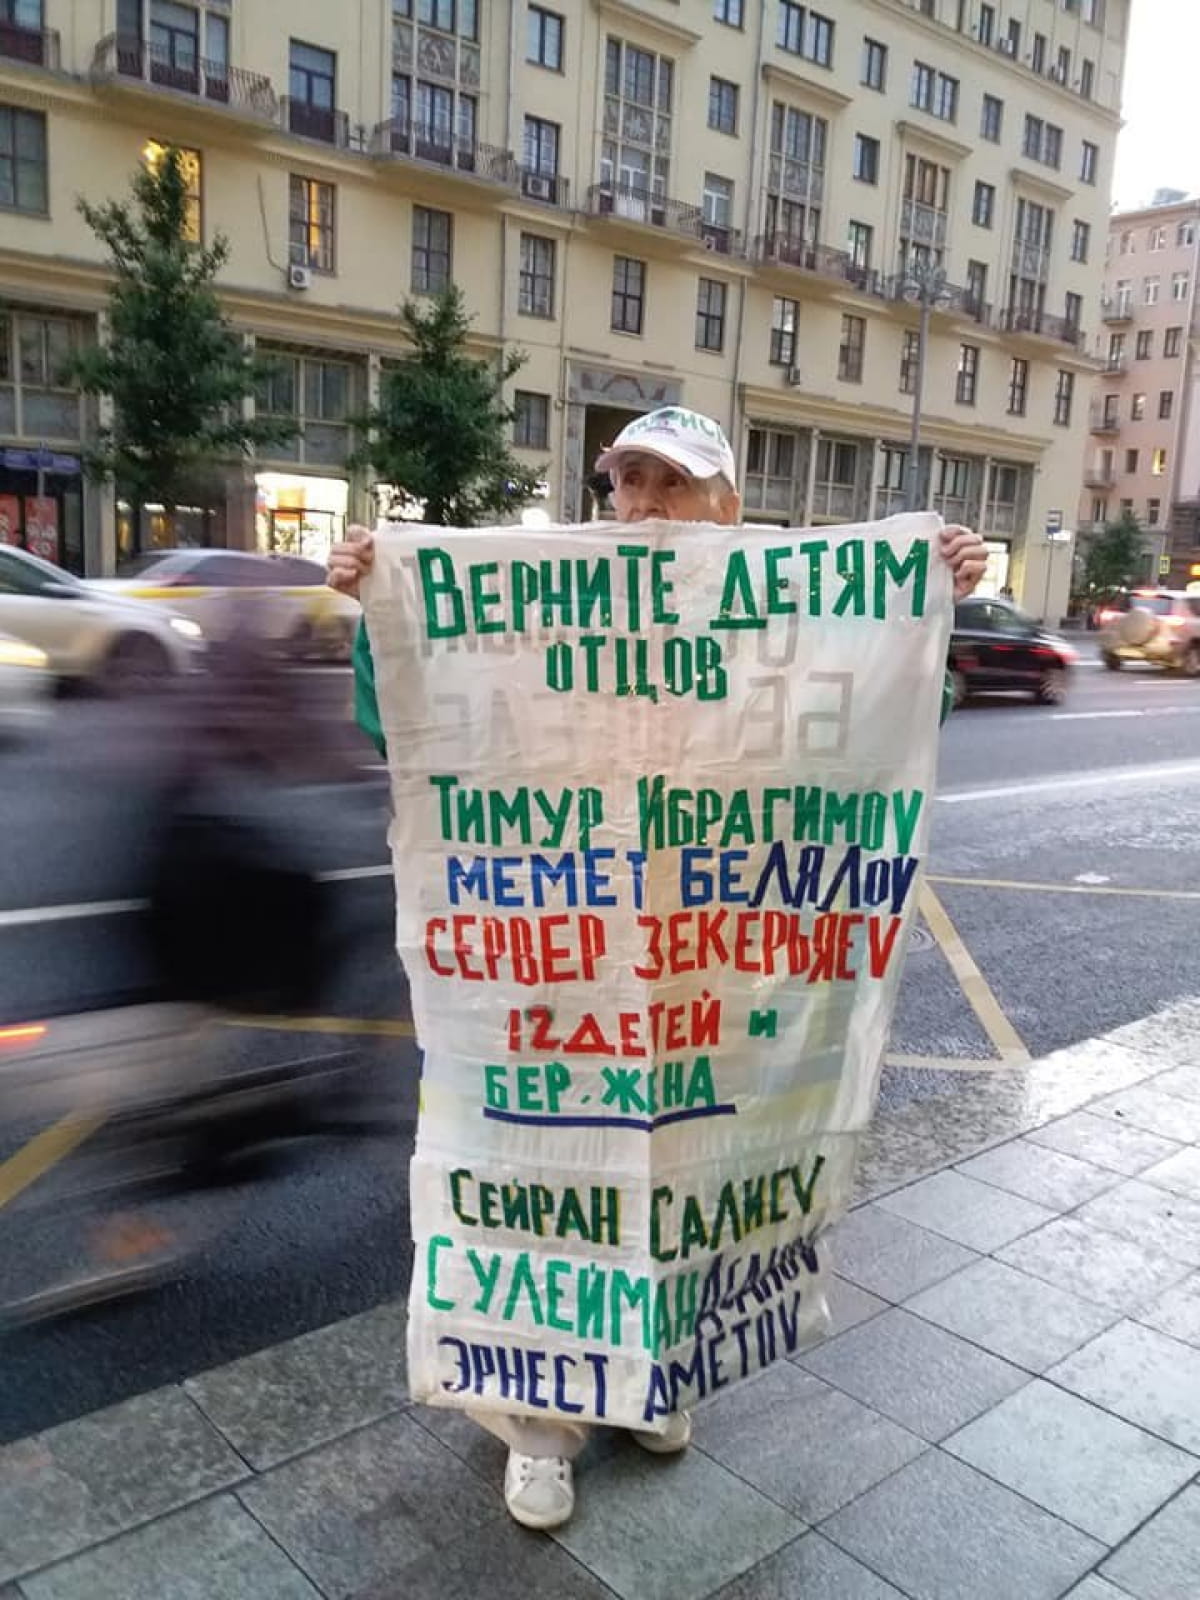 ВЕРНИТЕ ДЕТЯМ
ОТЦОВ
ТИМУР ИБРАГИМОV
МЕМЕТ БЕЛЯЛОV
СЕРВЕР ЗЕКЕРЬЯЕV
12 ДЕТЕЙ И
БЕР. ЖЕНА
СЕЙРАН САЛИЕV
СУЛЕЙМАН АСАНОV
ЭРНЕСТ АМЕТОV